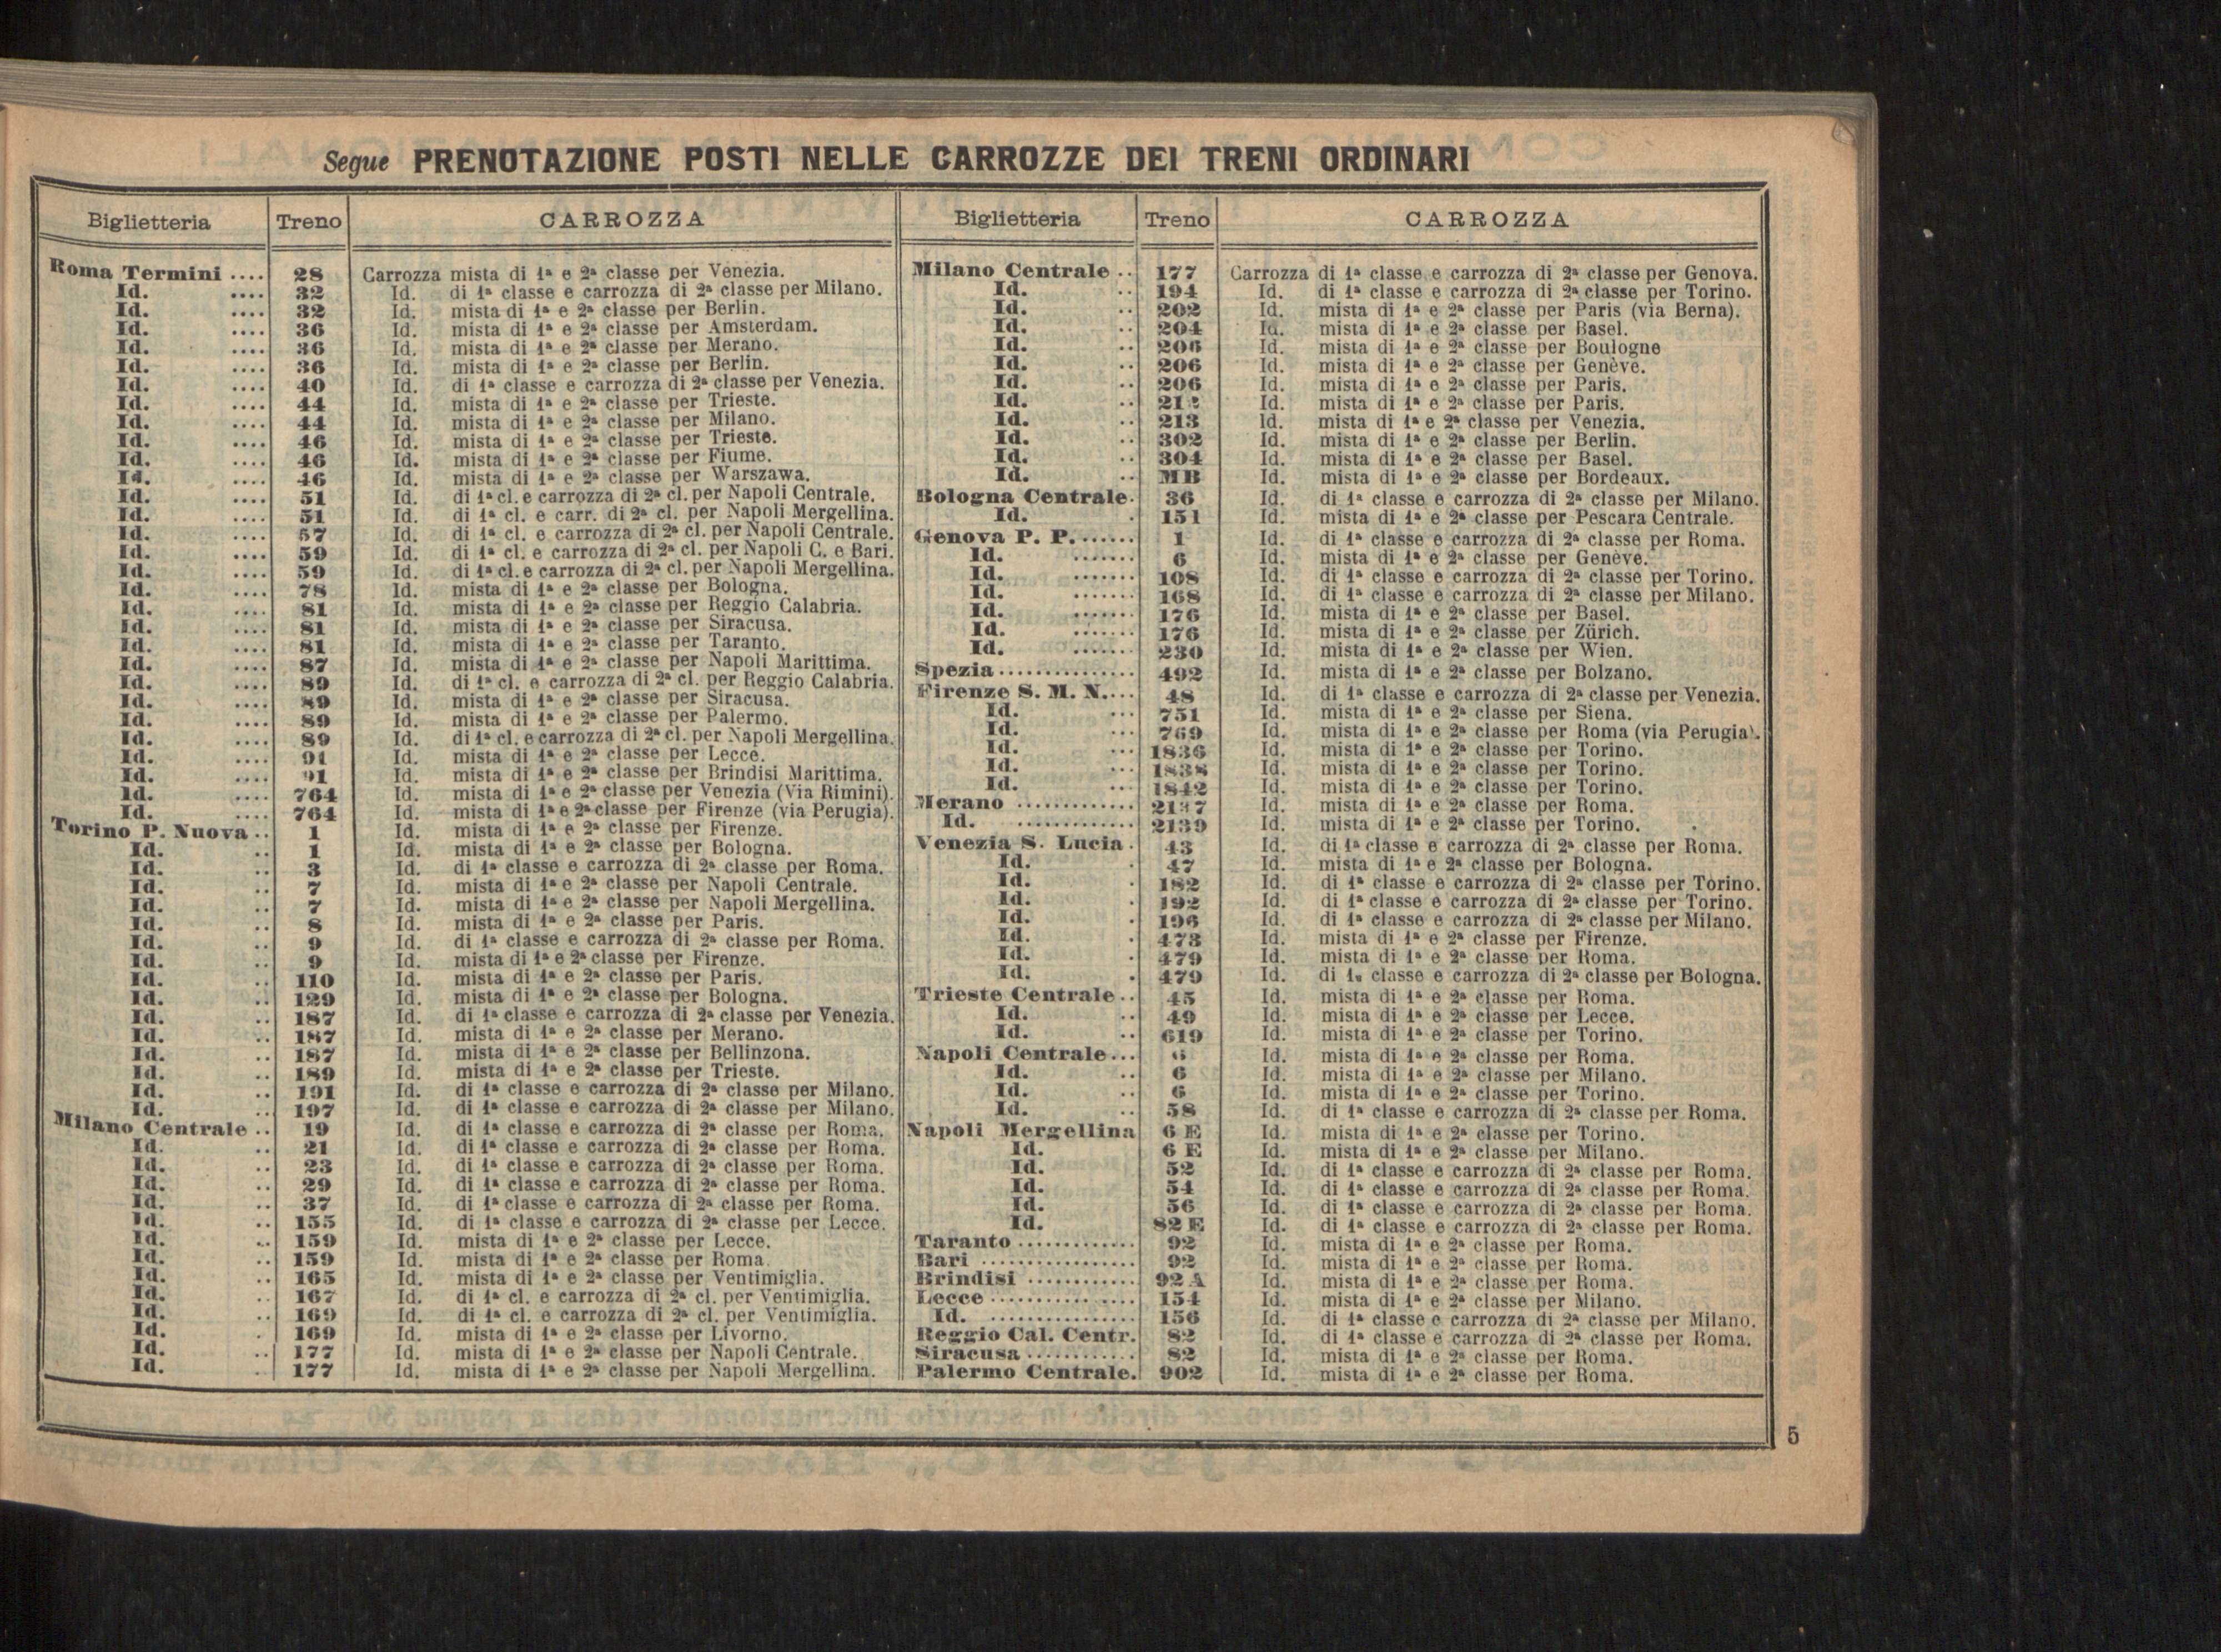 Segue PRENOTAZIONE POSTI NELLE CARROZZE DEI TRENI ORDINARI
Biglietteria Treno CARROZZA
Roma Termini .... 28 Carrozza mista di 1ª e 2ª classe per Venezia.
Id. .... 32 Id. di 1ª classe e carrozza di 2ª classe per Milano.
Id. .... 32 Id. mista di 1ª e 2ª classe per Berlin.
Id. .... 36 Id. mista di 1ª e 2ª classe per Amsterdam.
Id. .... 36 Id. mista di 1ª e 2ª classe per Merano.
Id. .... 36 Id. mista di 1ª e 2ª classe per Berlin.
Id. .... 40 Id. di 1ª classe e carrozza di 2ª classe per Venezia.
Id. .... 44 Id. mista di 1ª e 2ª classe per Trieste.
Id. .... 44 Id. mista di 1ª e 2ª classe per Milano.
Id. .... 46 Id. mista di 1ª e 2ª classe per Trieste.
Id. .... 46 Id. mista di 1ª e 2ª classe per Fiume.
Id. .... 46 Id. mista di 1ª e 2ª classe per Warszawa.
Id. .... 51 Id. di 1ª cl. e carrozza di 2ª cl. per Napoli Centrale.
Id. .... 51 Id. di 1ª cl. e carr. di 2ª cl. per Napoli Mergellina.
Id. .... 57 Id. di 1ª cl. e carrozza di 2ª cl. per Napoli Centrale.
Id. .... 59 Id. di 1ª cl. e carrozza di 2ª cl. per Napoli C. e Bari.
Id. .... 59 Id. di 1ª cl. e carrozza di 2ª cl. per Napoli Mergellina.
Id. .... 78 Id. mista di 1ª e 2ª classe per Bologna.
Id. .... 81 Id. mista di 1ª e 2ª classe per Reggio Calabria.
Id. .... 81 Id. mista di 1ª e 2ª classe per Siracusa.
Id. .... 81 Id. mista di 1ª e 2ª classe per Taranto.
Id. .... 87 Id. mista di 1ª e 2ª classe per Napoli Marittima.
Id. .... 89 Id. di 1ª cl. e carrozza di 2ª cl. per Reggio Calabria.
Id. .... 89 Id. mista di 1ª e 2ª classe per Siracusa.
Id. .... 89 Id. mista di 1ª e 2ª classe per Palermo.
Id. .... 89 Id. di 1ª cl. e carrozza di 2ª cl. per Napoli Mergellina.
Id. .... 91 Id. mista di 1ª e 2ª classe per Lecce.
Id. .... 91 Id. mista di 1ª e 2ª classe per Brindisi Marittima.
Id. .... 764 Id. mista di 1ª e 2ª classe per Venezia (Via Rimini).
Id. .... 764 Id. mista di 1ª e 2ª classe per Firenze (via Perugia).
Torino P. Nuova .. 1 Id. mista di 1ª e 2ª classe per Firenze.
Id. .. 1 Id. mista di 1ª e 2ª classe per Bologna.
Id. .. 3 Id. di 1ª classe e carrozza di 2ª classe per Roma.
Id. .. 7 Id. mista di 1ª e 2ª classe per Napoli Centrale.
Id. .. 7 Id. mista di 1ª e 2ª classe per Napoli Mergellina.
Id. .. 8 Id. mista di 1ª e 2ª classe per Paris.
Id. .. 9 Id. di 1ª classe e carrozza di 2ª classe per Roma.
Id. .. 9 Id. mista di 1ª e 2ª classe per Firenze.
Id. .. 110 Id. mista di 1ª e 2ª classe per Paris.
Id. .. 129 Id. mista di 1ª e 2ª classe per Bologna.
Id. .. 187 Id. di 1ª classe e carrozza di 2ª classe per Venezia.
Id. .. 187 Id. mista di 1ª e 2ª classe per Merano.
Id. .. 187 Id. mista di 1ª e 2ª classe per Bellinzona.
Id. .. 189 Id. mista di 1ª e 2ª classe per Trieste.
Id. .. 191 Id. di 1ª classe e carrozza di 2ª classe per Milano.
Id. .. 197 Id. di 1ª classe e carrozza di 2ª classe per Milano.
Milano Centrale .. 19 Id. di 1ª classe e carrozza di 2ª classe per Roma.
Id. .. 21 Id. di 1ª classe e carrozza di 2ª classe per Roma.
Id. .. 23 Id. di 1ª classe e carrozza di 2ª classe per Roma.
Id. .. 29 Id. di 1ª classe e carrozza di 2ª classe per Roma.
Id. .. 37 Id. di 1ª classe e carrozza di 2ª classe per Roma.
Id. .. 155 Id. di 1ª classe e carrozza di 2ª classe per Lecce.
Id. .. 159 Id. mista di 1ª e 2ª classe per Lecce.
Id. .. 159 Id. mista di 1ª e 2ª classe per Roma.
Id. .. 165 Id. mista di 1ª e 2ª classe per Ventimiglia.
Id. .. 167 Id. di 1ª cl. e carrozza di 2ª cl. per Ventimiglia.
Id. .. 169 Id. di 1ª cl. e carrozza di 2ª cl. per Ventimiglia.
Id. . 169 Id. mista di 1ª e 2ª classe per Livorno.
Id. .. 177 Id. mista di 1ª e 2ª classe per Napoli Centrale.
Id. .. 177 Id. mista di 1ª e 2ª classe per Napoli Mergellina.
Biglietteria Treno CARROZZA
Milano Centrale .. 177 Carrozza di 1ª classe e carrozza di 2ª classe per Genova.
Id. .. 194 Id. di 1ª classe e carrozza di 2ª classe per Torino.
Id. .. 202 Id. mista di 1ª e 2ª classe per Paris (via Berna).
Id. .. 204 Id. mista di 1ª e 2ª classe per Basel.
Id. .. 206 Id. mista di 1ª e 2ª classe per Boulogne
Id. .. 206 Id. mista di 1ª e 2ª classe per Genève.
Id. .. 206 Id. mista di 1ª e 2ª classe per Paris.
Id. .. 212 Id. mista di 1ª e 2ª classe per Paris.
Id. .. 213 Id. mista di 1ª e 2ª classe per Venezia.
Id. .. 302 Id. mista di 1ª e 2ª classe per Berlin.
Id. .. 304 Id. mista di 1ª e 2ª classe per Basel.
Id. .. MB Id. mista di 1ª e 2ª classe per Bordeaux.
Bologna Centrale. 36 Id. di 1ª classe e carrozza di 2ª classe per Milano.
Id. . 151 Id. mista di 1ª e 2ª classe per Pescara Centrale.
Genova P. P. ...... 1 Id. di 1ª classe e carrozza di 2ª classe per Roma.
Id. ....... 6 Id. mista di 1ª e 2ª classe per Genève.
Id. ....... 108 Id. di 1ª classe e carrozza di 2ª classe per Torino.
Id. ....... 168 Id. di 1ª classe e carrozza di 2ª classe per Milano.
Id. ....... 176 Id. mista di 1ª e 2ª classe per Basel.
Id. ....... 176 Id. mista di 1ª e 2ª classe per Zürich.
Id. ....... 230 Id. mista di 1ª e 2ª classe per Wien.
Spezia ............... 492 Id. mista di 1ª e 2ª classe per Bolzano.
Firenze S. M. N. ... 48 Id. di 1ª classe e carrozza di 2ª classe per Venezia.
Id. ... 751 Id. mista di 1ª e 2ª classe per Siena.
Id. ... 769 Id. mista di 1ª e 2ª classe per Roma (via Perugia).
Id. ... 1836 Id. mista di 1ª e 2ª classe per Torino.
Id. ... 1838 Id. mista di 1ª e 2ª classe per Torino.
Id. ... 1842 Id. mista di 1ª e 2ª classe per Torino.
Merano ............. 2137 Id. mista di 1ª e 2ª classe per Roma.
Id. ............. 2139 Id. mista di 1ª e 2ª classe per Torino.
Venezia S. Lucia . 43 Id. di 1ª classe e carrozza di 2ª classe per Roma.
Id. . 47 Id. mista di 1ª e 2ª classe per Bologna.
Id. . 182 Id. di 1ª classe e carrozza di 2ª classe per Torino.
Id. . 192 Id. di 1ª classe e carrozza di 2ª classe per Torino.
Id. . 196 Id. di 1ª classe e carrozza di 2ª classe per Milano.
Id. . 473 Id. mista di 1ª e 2ª classe per Firenze.
Id. . 479 Id. mista di 1ª e 2ª classe per Roma.
Id. . 479 Id. di 1ª classe e carrozza di 2ª classe per Bologna.
Trieste Centrale .. 45 Id. mista di 1ª e 2ª classe per Roma.
Id. .. 49 Id. mista di 1ª e 2ª classe per Lecce.
Id. .. 619 Id. mista di 1ª e 2ª classe per Torino.
Napoli Centrale ... 6 Id. mista di 1ª e 2ª classe per Roma.
Id. .. 6 Id. mista di 1ª e 2ª classe per Milano.
Id. .. 6 Id. mista di 1ª e 2ª classe per Torino.
Id. .. 58 Id. di 1ª classe e carrozza di 2ª classe per Roma.
Napoli Mergellina 6 E Id. mista di 1ª e 2ª classe per Torino.
Id. 6 E Id. mista di 1ª e 2ª classe per Milano.
Id. 52 Id. di 1ª classe e carrozza di 2ª classe per Roma.
Id. 54 Id. di 1ª classe e carrozza di 2ª classe per Roma.
Id. 56 Id. di 1ª classe e carrozza di 2ª classe per Roma.
Id. 82 E Id. di 1ª classe e carrozza di 2ª classe per Roma.
Taranto ............. 92 Id. mista di 1ª e 2ª classe per Roma.
Bari ................. 92 Id. mista di 1ª e 2ª classe per Roma.
Brindisi ............ 92 A Id. mista di 1ª e 2ª classe per Roma.
Lecce ................ 154 Id. mista di 1ª e 2ª classe per Milano.
Id. ................ 156 Id. di 1ª classe e carrozza di 2ª classe per Milano.
Reggio Cal. Centr. 82 Id. di 1ª classe e carrozza di 2ª classe per Roma.
Siracusa ............ 82 Id. mista di 1ª e 2ª classe per Roma.
Palermo Centrale. 902 Id. mista di 1ª e 2ª classe per Roma.
5